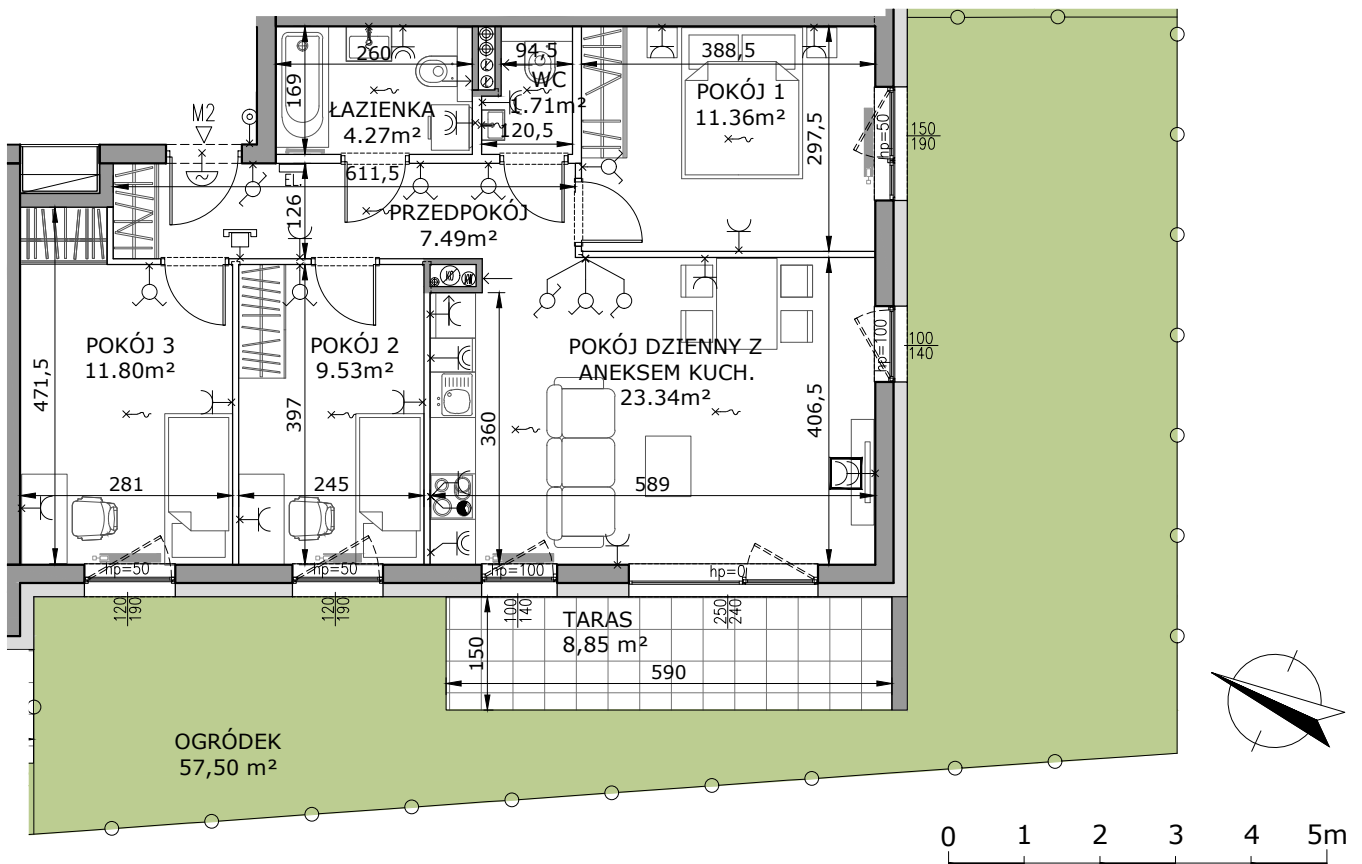 260
94,5
388,5
WC
1.71m²
POKÓJ 1
11.36m²
169
ŁAZIENKA
4.27m²
120,5
297,5
hp=50
150
190
M2
EL.
611,5
126
PRZEDPOKÓJ
7.49m²
POKÓJ 3
11.80m²
POKÓJ 2
9.53m²
POKÓJ DZIENNY Z
ANEKSEM KUCH.
23.34m²
hp=100
100
140
471,5
397
360
406,5
281
245
589
hp=50
hp=50
hp=100
hp=0
120
190
120
190
100
140
250
240
TARAS
8,85 m²
150
590
OGRÓDEK
57,50 m²
0 1 2 3 4 5m